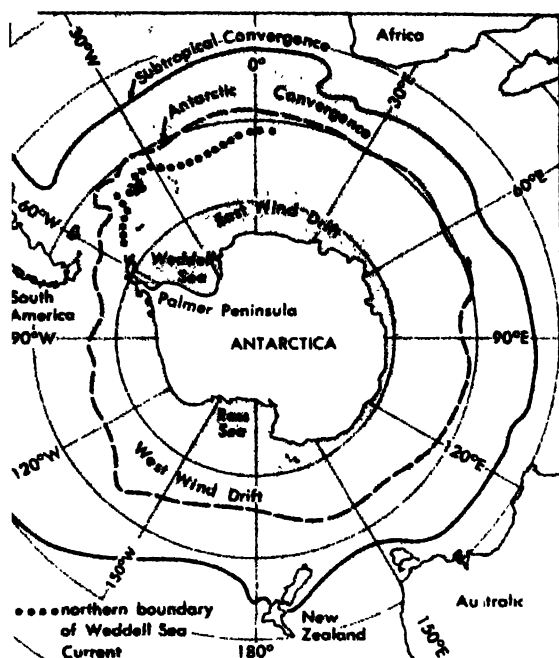 30°W
Subtropical Convergence
Africa
0°
Antarctic Convergence
30°E
60°W
60°E
East Wind Drift
Weddell
Sea
South
America
Palmer Peninsula
90°W
ANTARCTICA
90°E
Ross
Sea
120°W
120°E
West Wind Drift
150°W
Australia
•••• northern boundary
of Weddell Sea
Current
New
Zealand
180°
150°E